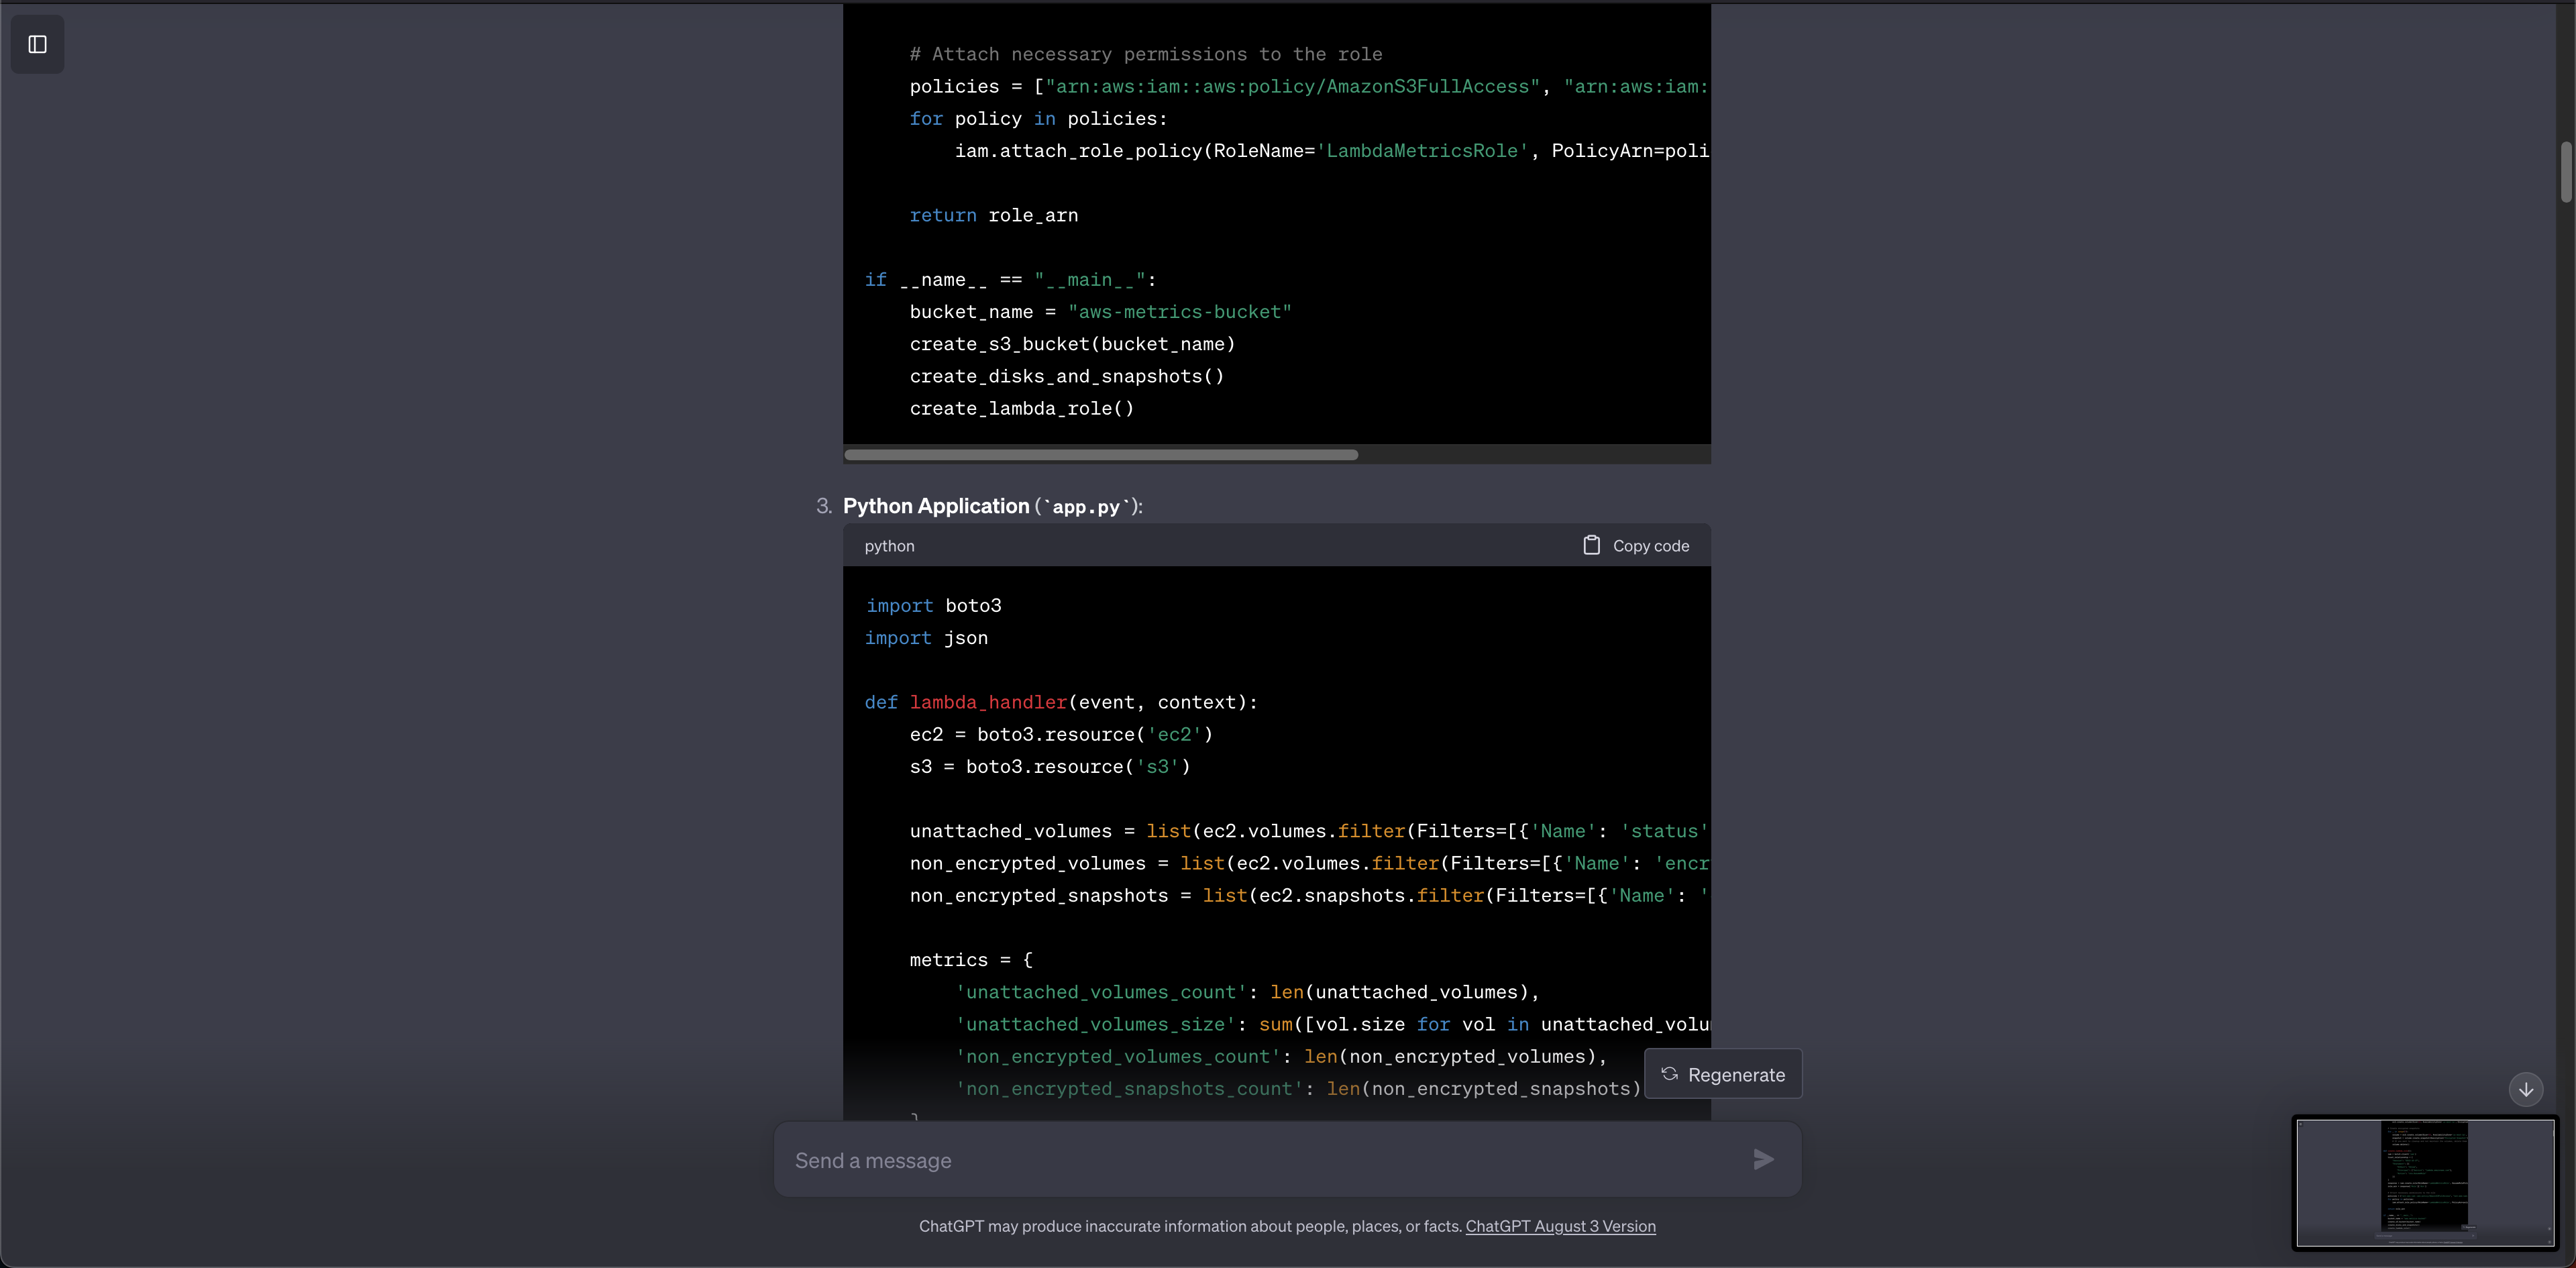 # Attach necessary permissions to the role
policies = ["arn:aws:iam::aws:policy/AmazonS3FullAccess", "arn:aws:iam:
for policy in policies:
iam.attach_role_policy(RoleName='LambdaMetricsRole', PolicyArn=poli
return role_arn
if __name__ == "__main__":
bucket_name = "aws-metrics-bucket"
create_s3_bucket(bucket_name)
create_disks_and_snapshots()
create_lambda_role()
3. Python Application (`app.py`):
python Copy code
import boto3
import json
def lambda_handler(event, context):
ec2 = boto3.resource('ec2')
s3 = boto3.resource('s3')
unattached_volumes = list(ec2.volumes.filter(Filters=[{'Name': 'status'
non_encrypted_volumes = list(ec2.volumes.filter(Filters=[{'Name': 'encr
non_encrypted_snapshots = list(ec2.snapshots.filter(Filters=[{'Name': '
metrics = {
'unattached_volumes_count': len(unattached_volumes),
'unattached_volumes_size': sum([vol.size for vol in unattached_volu
'non_encrypted_volumes_count': len(non_encrypted_volumes),
'non_encrypted_snapshots_count': len(non_encrypted_snapshots)
}
Regenerate
Send a message
ChatGPT may produce inaccurate information about people, places, or facts. ChatGPT August 3 Version